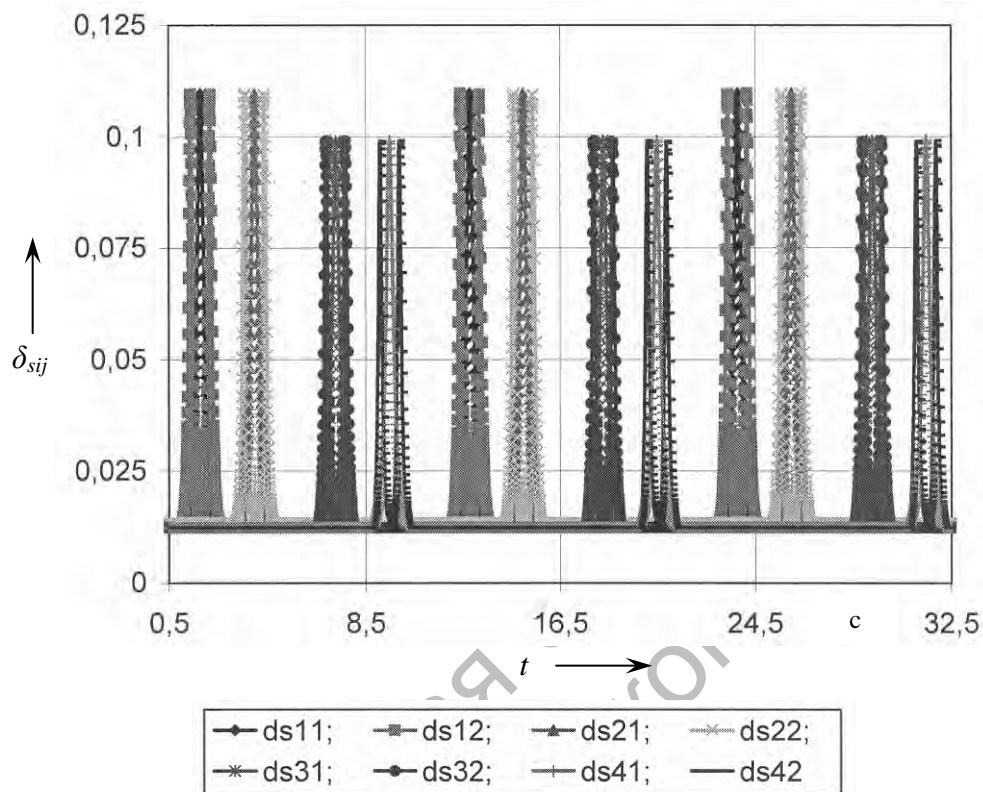 0,125
0,1
0,075
δsij
0,05
0,025
0
0,5 8,5 16,5 24,5 с 32,5
t
ds11; ds12; ds21; ds22;
ds31; ds32; ds41; ds42